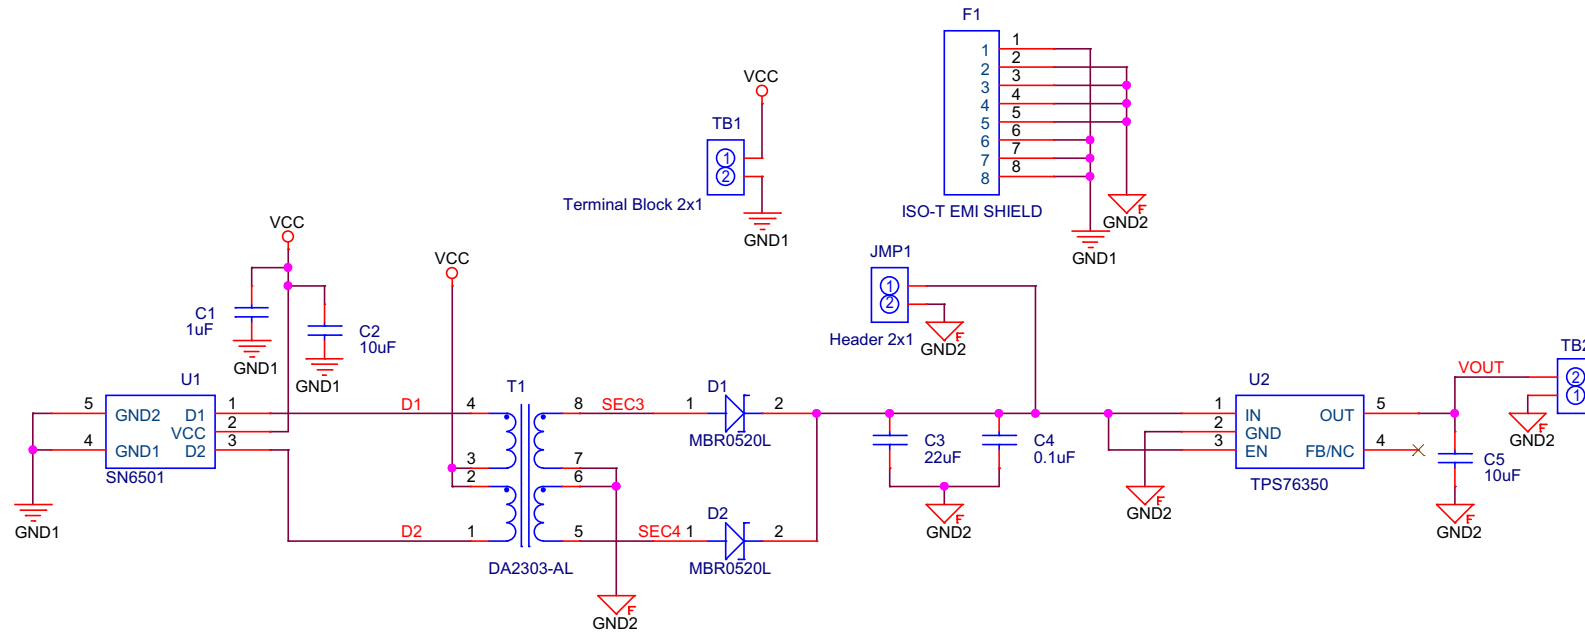 F1
1
2
3
4
5
6
7
8
1
2
3
4
5
6
7
8
ISO-T EMI SHIELD
GND2
GND1
VCC
TB1
1
2
Terminal Block 2x1
GND1
VCC
C1
1uF
GND1
C2
10uF
GND1
VCC
JMP1
1
2
Header 2x1
GND2
U1
5
GND2
D1
1
VCC
2
4
GND1
D2
3
SN6501
GND1
D1
D2
T1
4
3
2
1
8
7
6
5
DA2303-AL
GND2
SEC3
SEC4
D1
1
2
MBR0520L
D2
1
2
MBR0520L
C3
22uF
C4
0.1uF
GND2
GND2
U2
1
IN
OUT
5
2
GND
3
EN
FB/NC
4
TPS76350
VOUT
C5
10uF
GND2
TB2
2
1
GND2